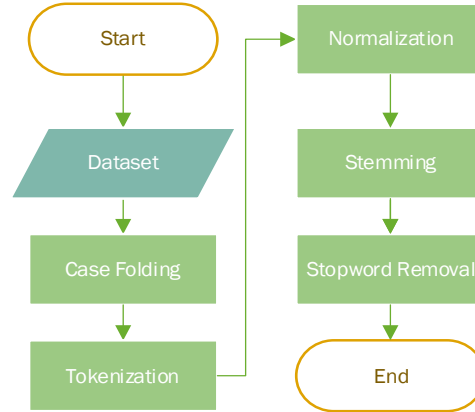 Start
Dataset
Case Folding
Tokenization
Normalization
Stemming
Stopword Removal
End